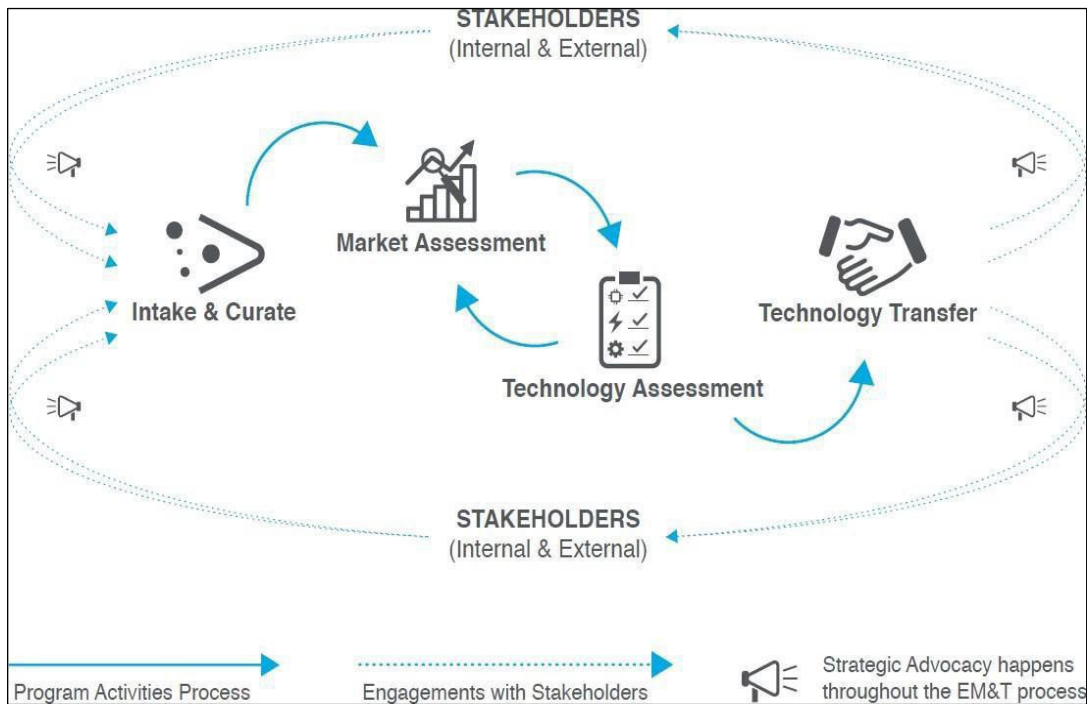 STAKEHOLDERS
(Internal & External)
Market Assessment
Intake & Curate
Technology Transfer
Technology Assessment
STAKEHOLDERS
(Internal & External)
Program Activities Process
Engagements with Stakeholders
Strategic Advocacy happens
throughout the EM&T process